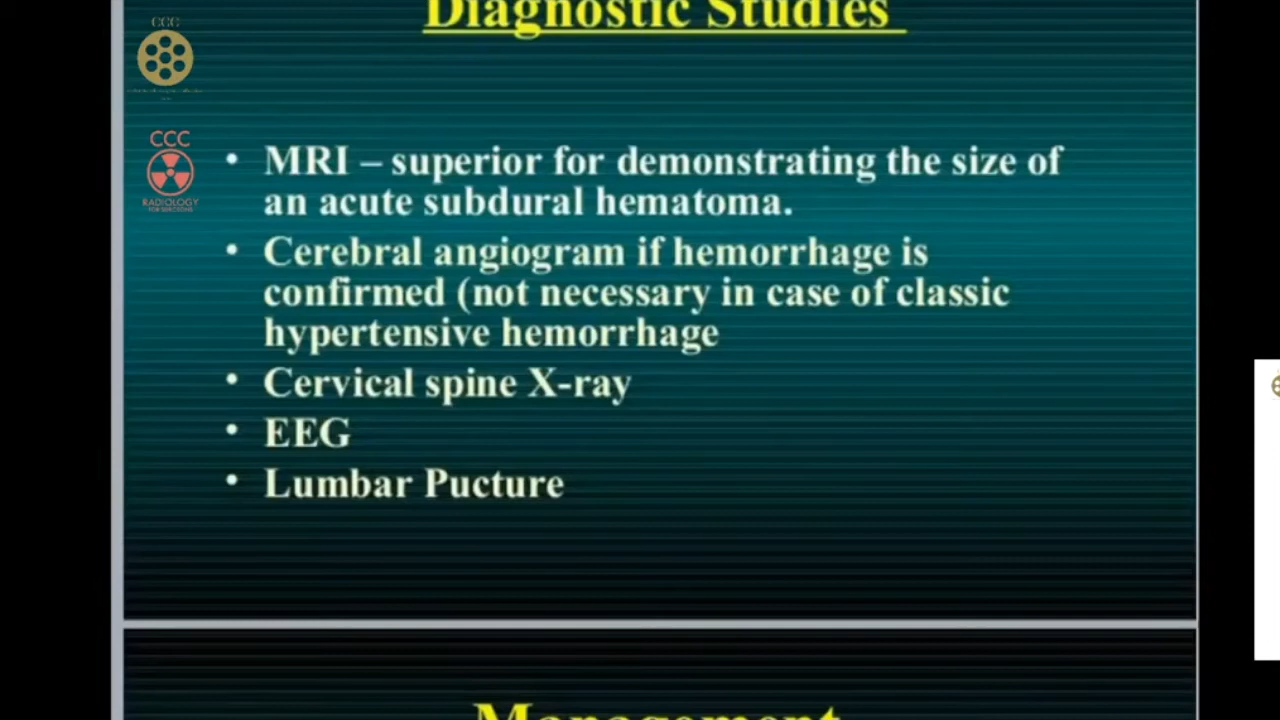 Diagnostic Studies
CCC
CCC
RADIOLOGY
• MRI – superior for demonstrating the size of
an acute subdural hematoma.
• Cerebral angiogram if hemorrhage is
confirmed (not necessary in case of classic
hypertensive hemorrhage
• Cervical spine X-ray
• EEG
• Lumbar Pucture
Management